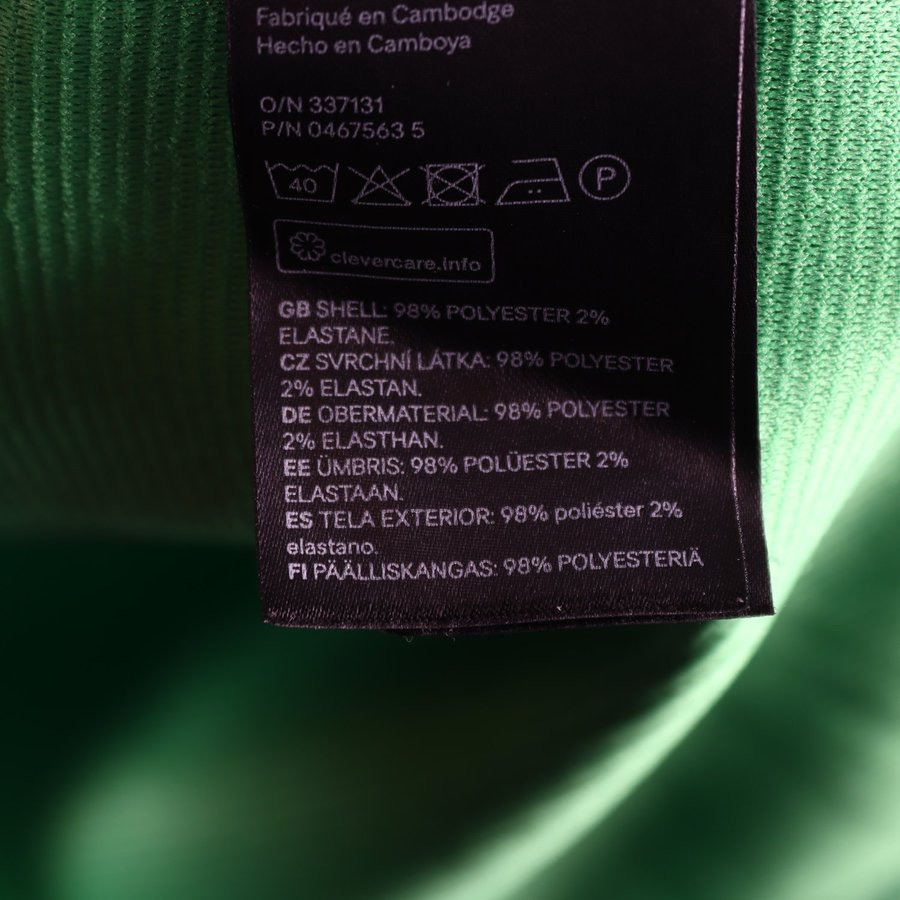 Fabriqué en Cambodge
Hecho en Camboya
O/N 337131
P/N 0467563 5
40
P
clevercare.info
GB SHELL: 98% POLYESTER 2%
ELASTANE.
CZ SVRCHNÍ LÁTKA: 98% POLYESTER
2% ELASTAN.
DE OBERMATERIAL: 98% POLYESTER
2% ELASTHAN.
EE ÜMBRIS: 98% POLÜESTER 2%
ELASTAAN.
ES TELA EXTERIOR: 98% poliéster 2%
elastano.
FI PÄÄLLISKANGAS: 98% POLYESTERIÄ